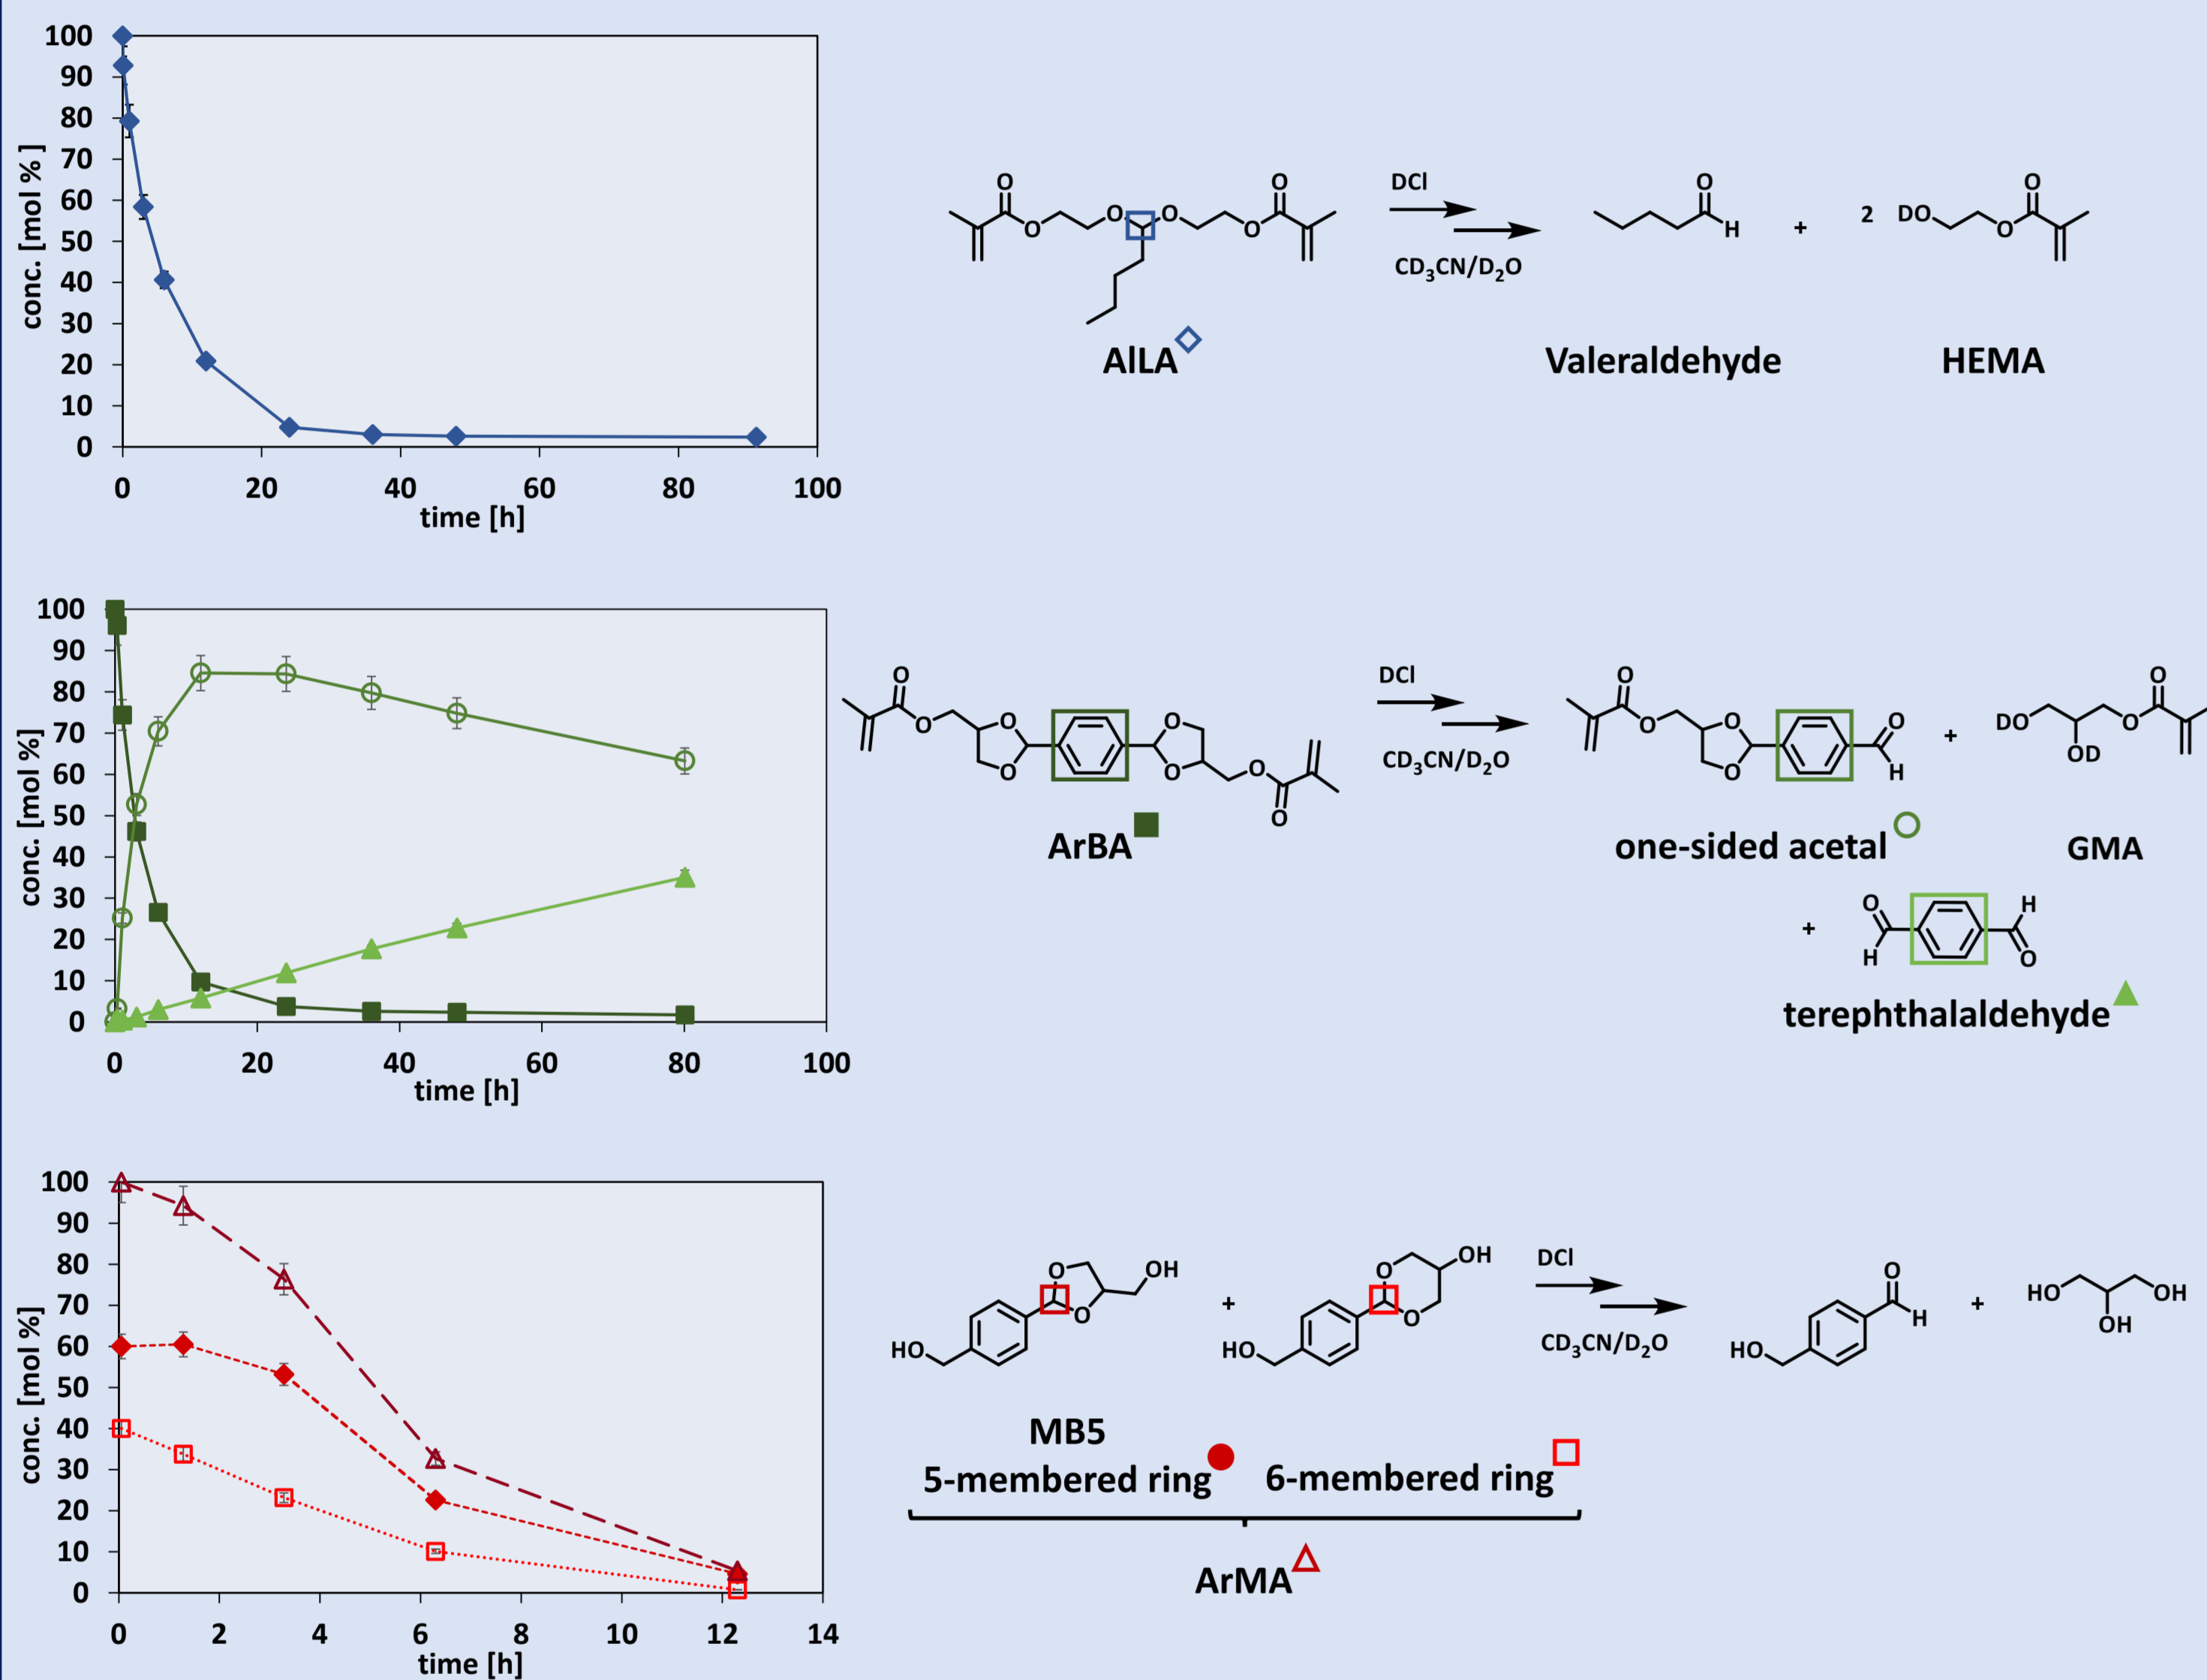 100
90
80
70
60
50
40
30
20
10
0
conc. [mol % ]
0 20 40 60 80 100
time [h]
O O
DCl
O O
O O O O
CD3CN/D2O
H
+
2 DO O
AlLA
Valeraldehyde
HEMA
100
90
80
70
60
50
40
30
20
10
0
conc. [mol %]
0 20 40 60 80 100
time [h]
O
O
O
O
O
O
O
O
DCl
CD3CN/D2O
O
O
O
O
O
H
+
DO
OD
O
O
ArBA
one-sided acetal
GMA
+
O
H
H
O
terephthalaldehyde
100
90
80
70
60
50
40
30
20
10
0
conc. [mol %]
0 2 4 6 8 10 12 14
time [h]
O
O
OH
HO
+
O
O
OH
HO
DCl
CD3CN/D2O
O
H
HO
+
HO
OH
OH
MB5
5-membered ring
6-membered ring
ArMA